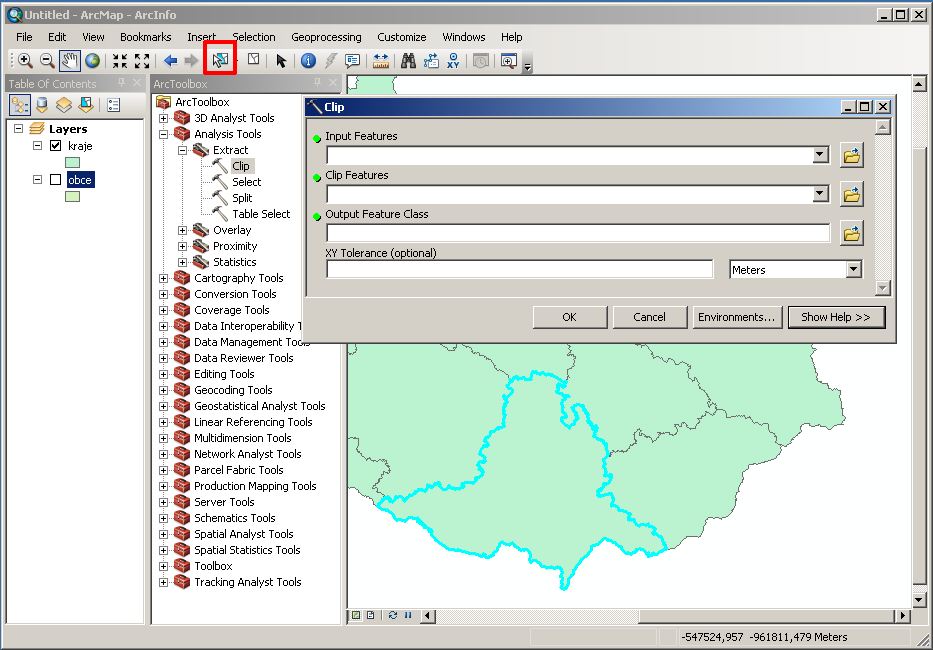 Untitled - ArcMap - ArcInfo
File Edit View Bookmarks Insert Selection Geoprocessing Customize Windows Help
XY
Table Of Contents
Layers
kraje
obce
ArcToolbox
ArcToolbox
3D Analyst Tools
Analysis Tools
Extract
Clip
Select
Split
Table Select
Overlay
Proximity
Statistics
Cartography Tools
Conversion Tools
Coverage Tools
Data Interoperability T
Data Management Tools
Data Reviewer Tools
Editing Tools
Geocoding Tools
Geostatistical Analyst Tools
Linear Referencing Tools
Multidimension Tools
Network Analyst Tools
Parcel Fabric Tools
Production Mapping Tools
Server Tools
Schematics Tools
Spatial Analyst Tools
Spatial Statistics Tools
Toolbox
Tracking Analyst Tools
Clip
Input Features
Clip Features
Output Feature Class
XY Tolerance (optional)
Meters
OK Cancel Environments... Show Help >>
-547524,957 -961811,479 Meters